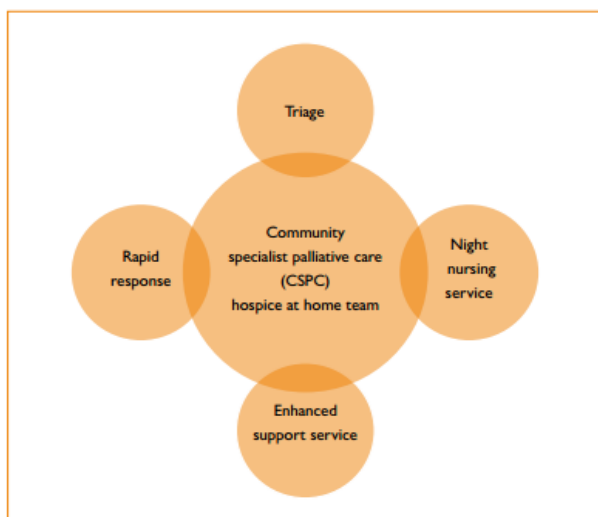 Triage
Rapid
response
Community
specialist palliative care
(CSPC)
hospice at home team
Night
nursing
service
Enhanced
support service